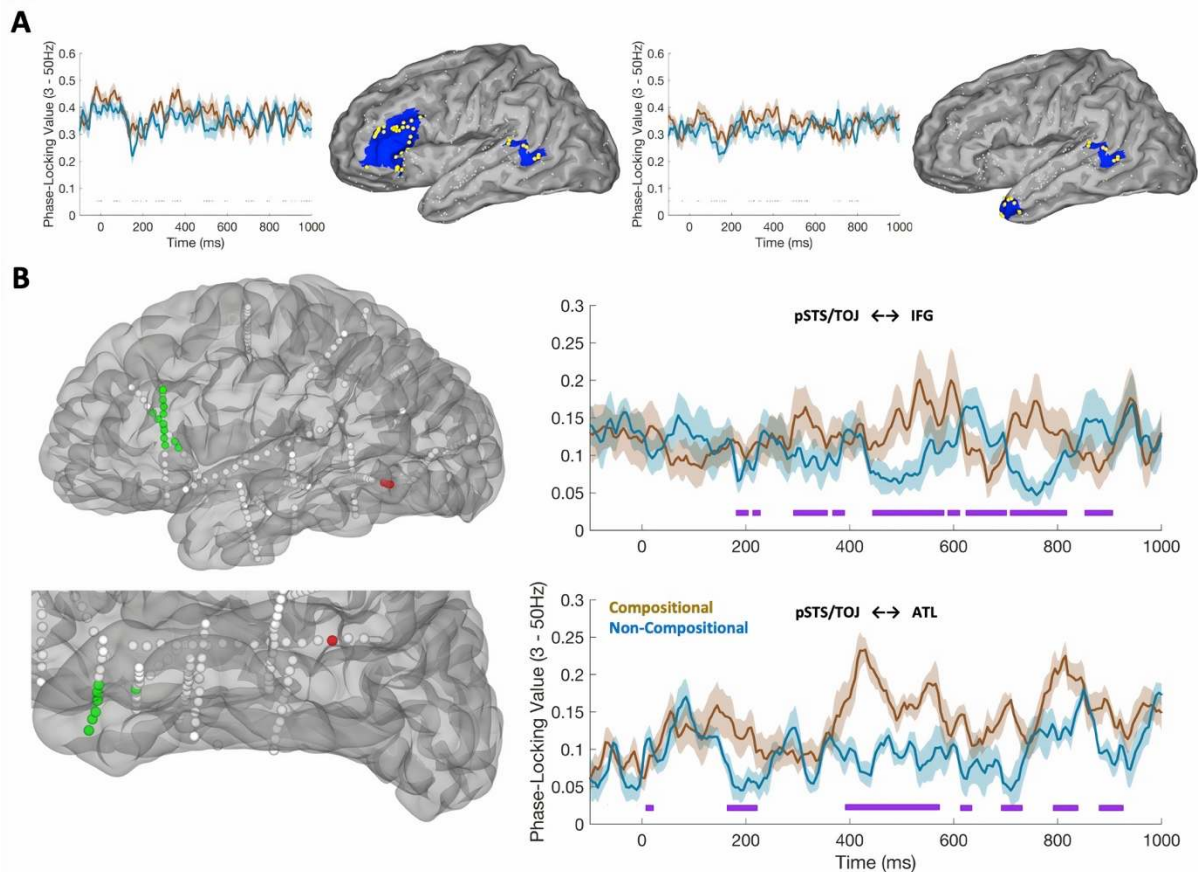 A
Phase-Locking Value (3 - 50Hz)
0.6
0.5
0.4
0.3
0.2
0.1
0
0 200 400 600 800 1000
Time (ms)
Phase-Locking Value (3 - 50Hz)
0.6
0.5
0.4
0.3
0.2
0.1
0
0 200 400 600 800 1000
Time (ms)
B
pSTS/TOJ ←→ IFG
0.3
0.25
0.2
0.15
0.1
0.05
0
0 200 400 600 800 1000
Phase-Locking Value (3 - 50Hz)
Compositional
Non-Compositional
pSTS/TOJ ←→ ATL
0.3
0.25
0.2
0.15
0.1
0.05
0
0 200 400 600 800 1000
Time (ms)